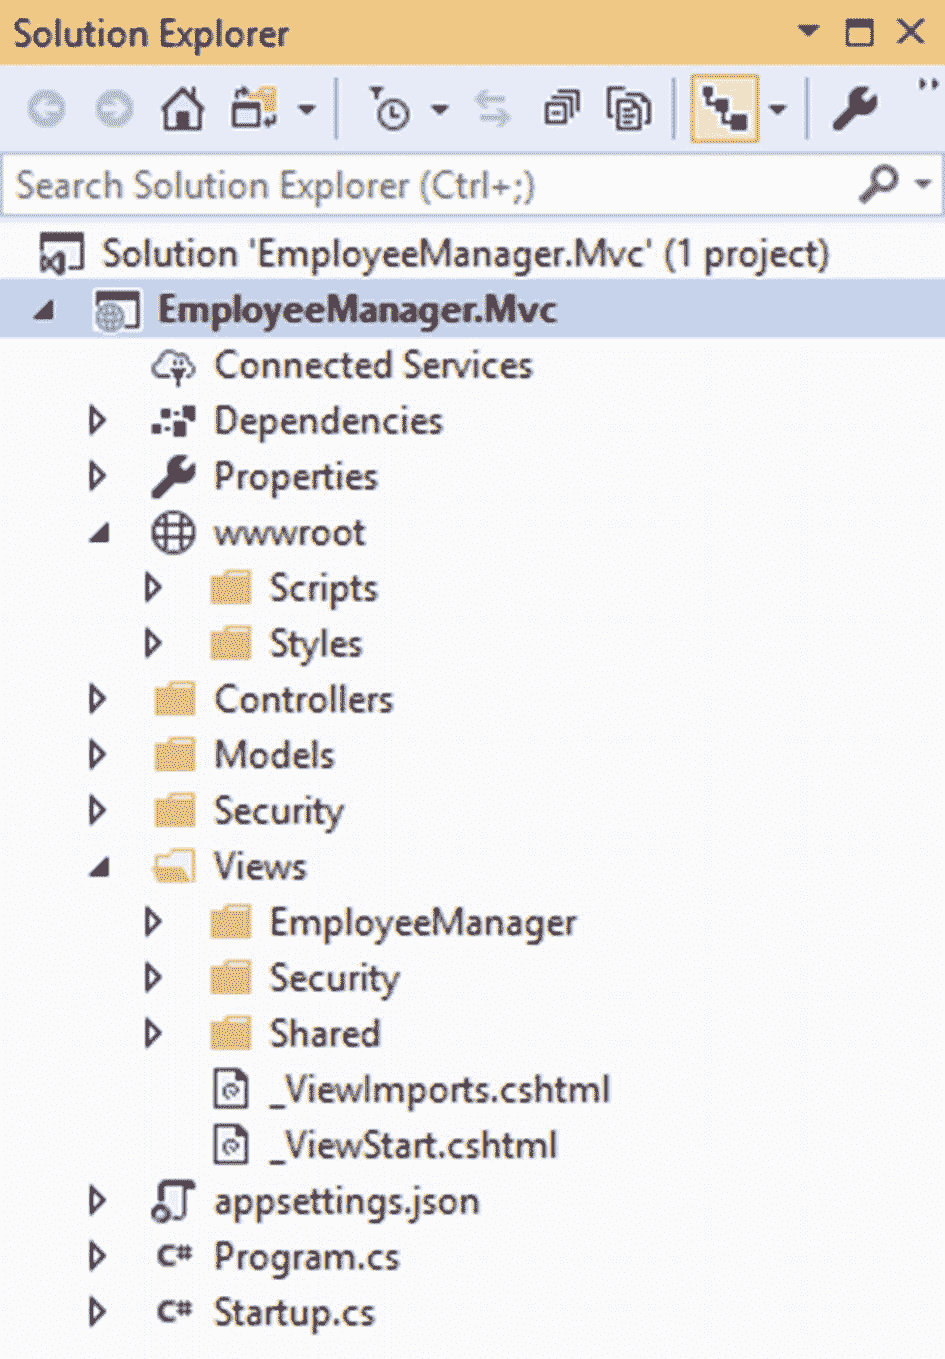 Solution Explorer
Search Solution Explorer (Ctrl+;)
Solution 'EmployeeManager.Mvc' (1 project)
EmployeeManager.Mvc
Connected Services
Dependencies
Properties
wwwroot
Scripts
Styles
Controllers
Models
Security
Views
EmployeeManager
Security
Shared
_ViewImports.cshtml
_ViewStart.cshtml
appsettings.json
C# Program.cs
C# Startup.cs